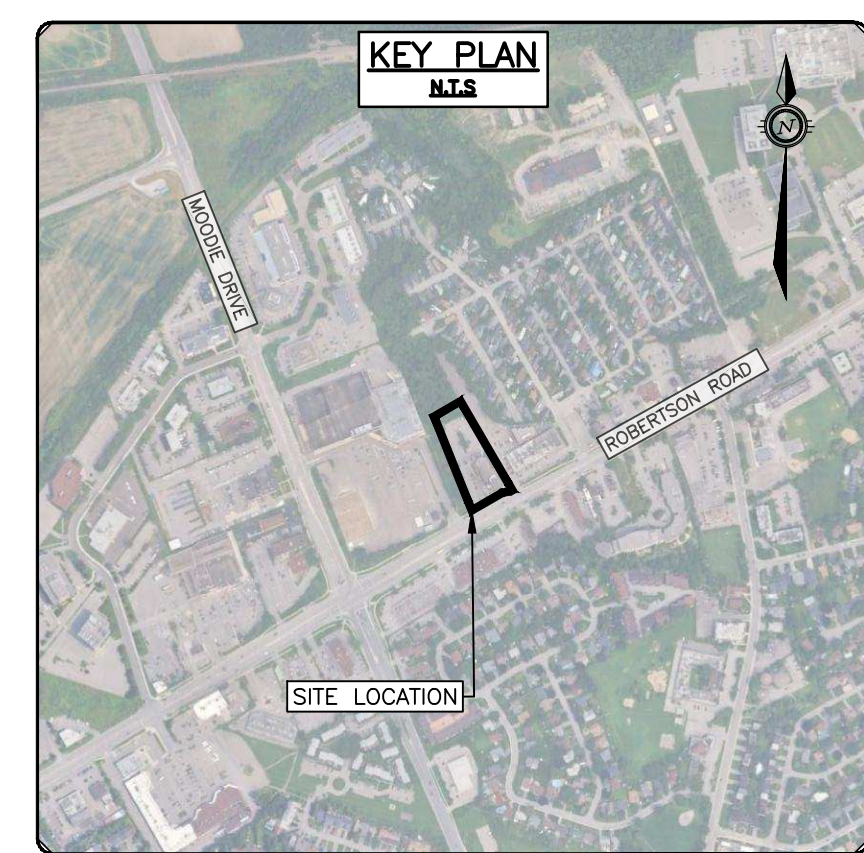 KEY PLAN
N.T.S
N
MOODIE DRIVE
ROBERTSON ROAD
SITE LOCATION